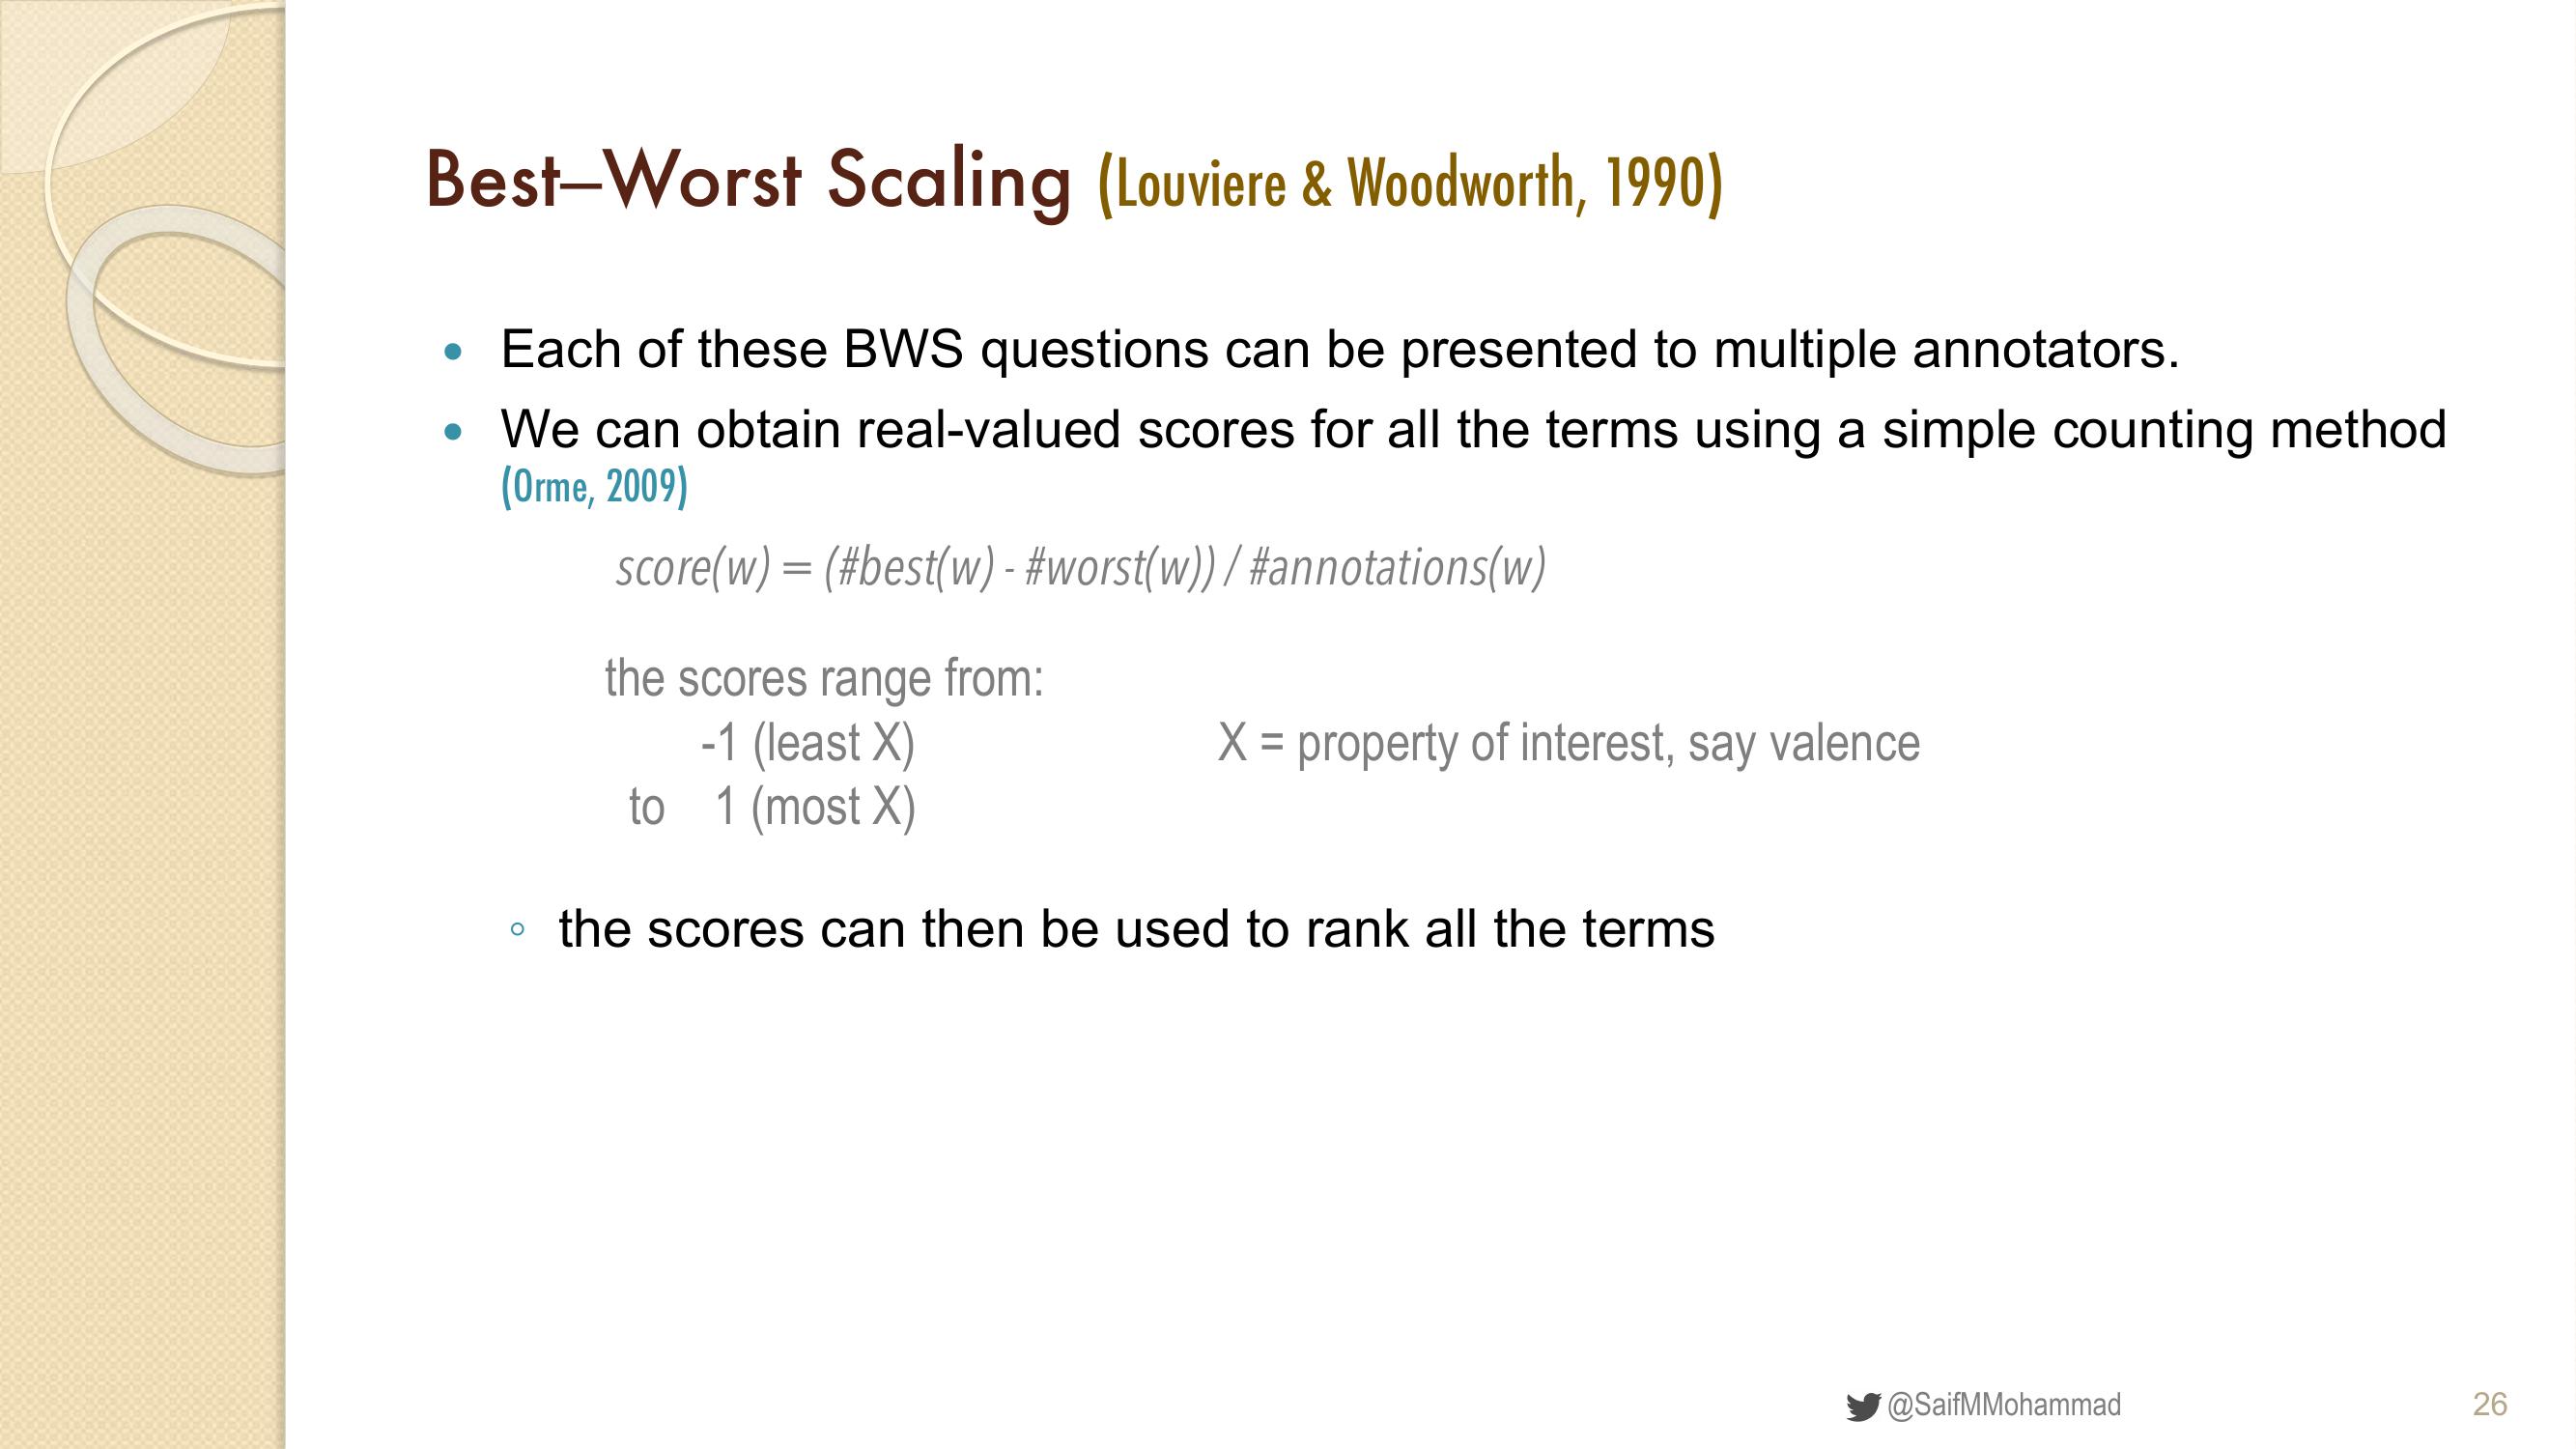 Best–Worst Scaling (Louviere & Woodworth, 1990)
• Each of these BWS questions can be presented to multiple annotators.
• We can obtain real-valued scores for all the terms using a simple counting method
(Orme, 2009)
score(w) = (#best(w) - #worst(w)) / #annotations(w)
the scores range from:
-1 (least X) X = property of interest, say valence
to 1 (most X)
◦ the scores can then be used to rank all the terms
@SaifMMohammad 26